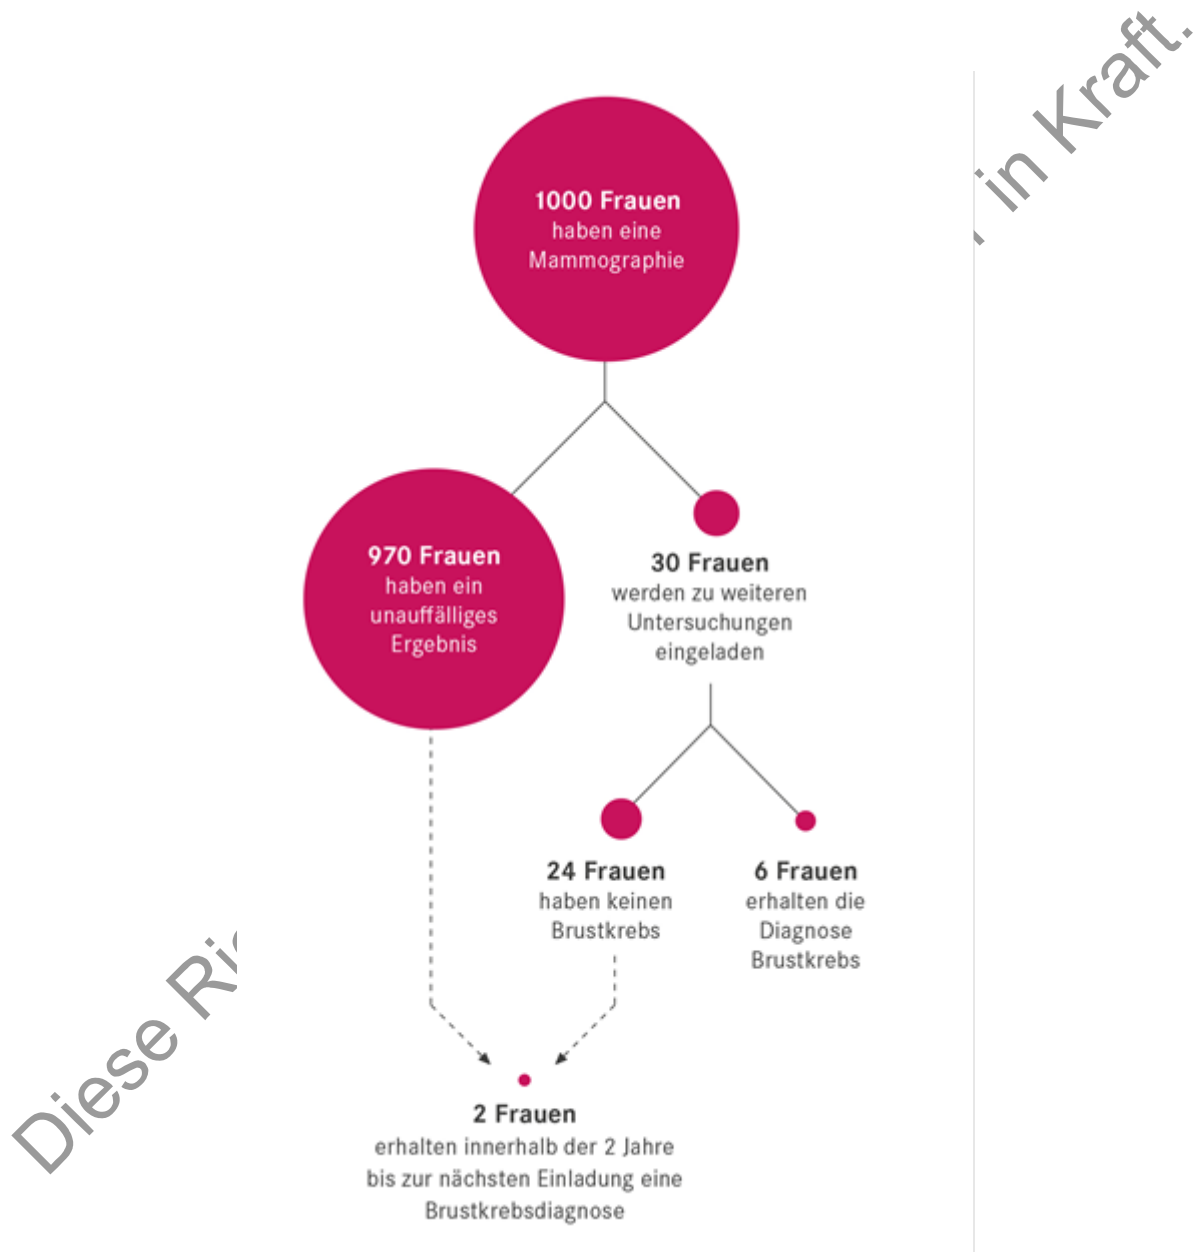 in Kraft.
1000 Frauen
haben eine
Mammographie
970 Frauen
haben ein
unauffälliges
Ergebnis
30 Frauen
werden zu weiteren
Untersuchungen
eingeladen
24 Frauen
haben keinen
Brustkrebs
6 Frauen
erhalten die
Diagnose
Brustkrebs
Diese
2 Frauen
erhalten innerhalb der 2 Jahre
bis zur nächsten Einladung eine
Brustkrebsdiagnose